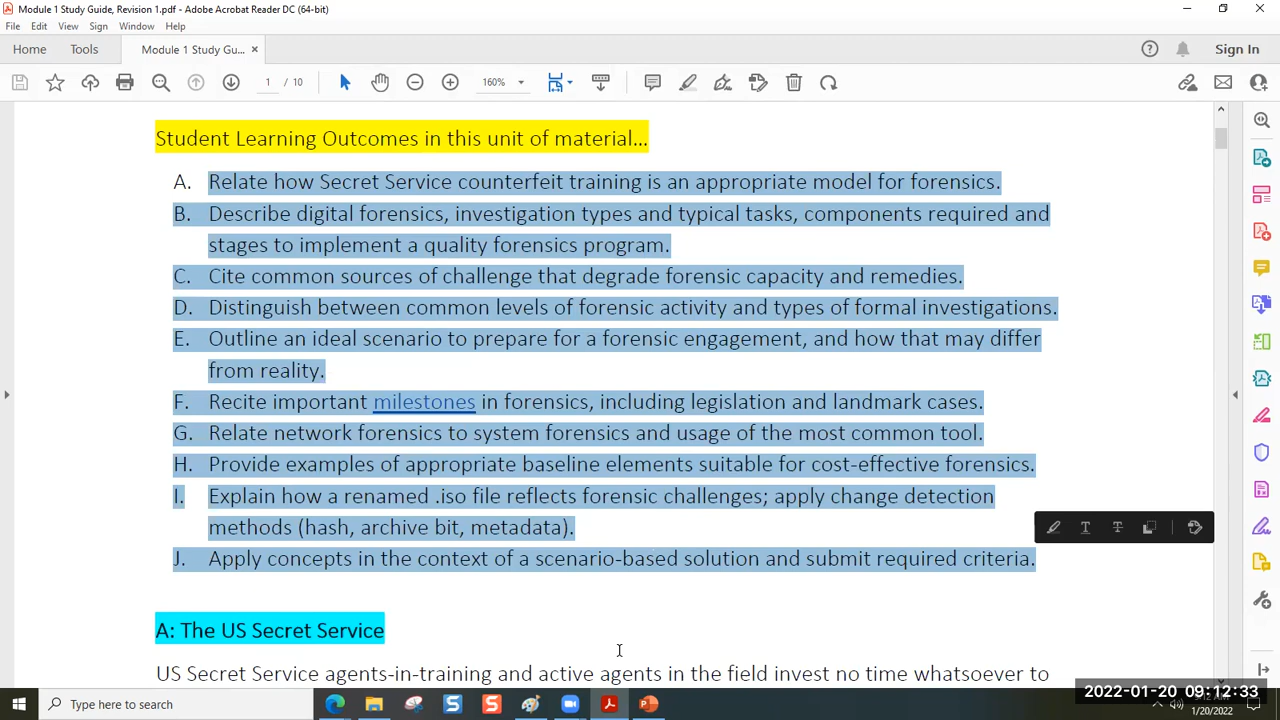 Module 1 Study Guide, Revision 1.pdf - Adobe Acrobat Reader DC (64-bit)
File Edit View Sign Window Help
Home Tools Module 1 Study Gu... × Sign In
1 / 10 160%
Student Learning Outcomes in this unit of material...
A. Relate how Secret Service counterfeit training is an appropriate model for forensics.
B. Describe digital forensics, investigation types and typical tasks, components required and
stages to implement a quality forensics program.
C. Cite common sources of challenge that degrade forensic capacity and remedies.
D. Distinguish between common levels of forensic activity and types of formal investigations.
E. Outline an ideal scenario to prepare for a forensic engagement, and how that may differ
from reality.
F. Recite important milestones in forensics, including legislation and landmark cases.
G. Relate network forensics to system forensics and usage of the most common tool.
H. Provide examples of appropriate baseline elements suitable for cost-effective forensics.
I. Explain how a renamed .iso file reflects forensic challenges; apply change detection
methods (hash, archive bit, metadata).
J. Apply concepts in the context of a scenario-based solution and submit required criteria.
A: The US Secret Service
US Secret Service agents-in-training and active agents in the field invest no time whatsoever to
Type here to search
2022-01-20 09:12:33
1/20/2022